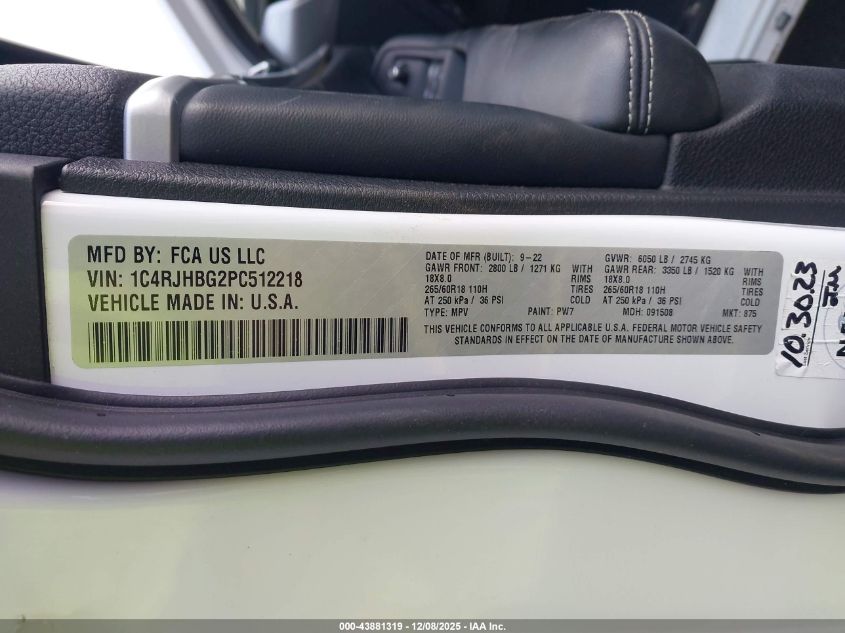 MFD BY: FCA US LLC
VIN: 1C4RJHBG2PC512218
VEHICLE MADE IN: U.S.A.
DATE OF MFR (BUILT): 9-22
GAWR FRONT: 2800 LB / 1271 KG WITH
18X8.0 RIMS
265/60R18 110H TIRES
AT 250 kPa / 36 PSI COLD
TYPE: MPV PAINT: PW7
GVWR: 6050 LB / 2745 KG
GAWR REAR: 3350 LB / 1520 KG WITH
18X8.0 RIMS
265/60R18 110H TIRES
AT 250 kPa / 36 PSI COLD
MDH: 091508 MKT: 875
THIS VEHICLE CONFORMS TO ALL APPLICABLE U.S.A. FEDERAL MOTOR VEHICLE SAFETY
STANDARDS IN EFFECT ON THE DATE OF MANUFACTURE SHOWN ABOVE.
10.3023
000-43881319 | 12/08/2025 - IAA Inc.